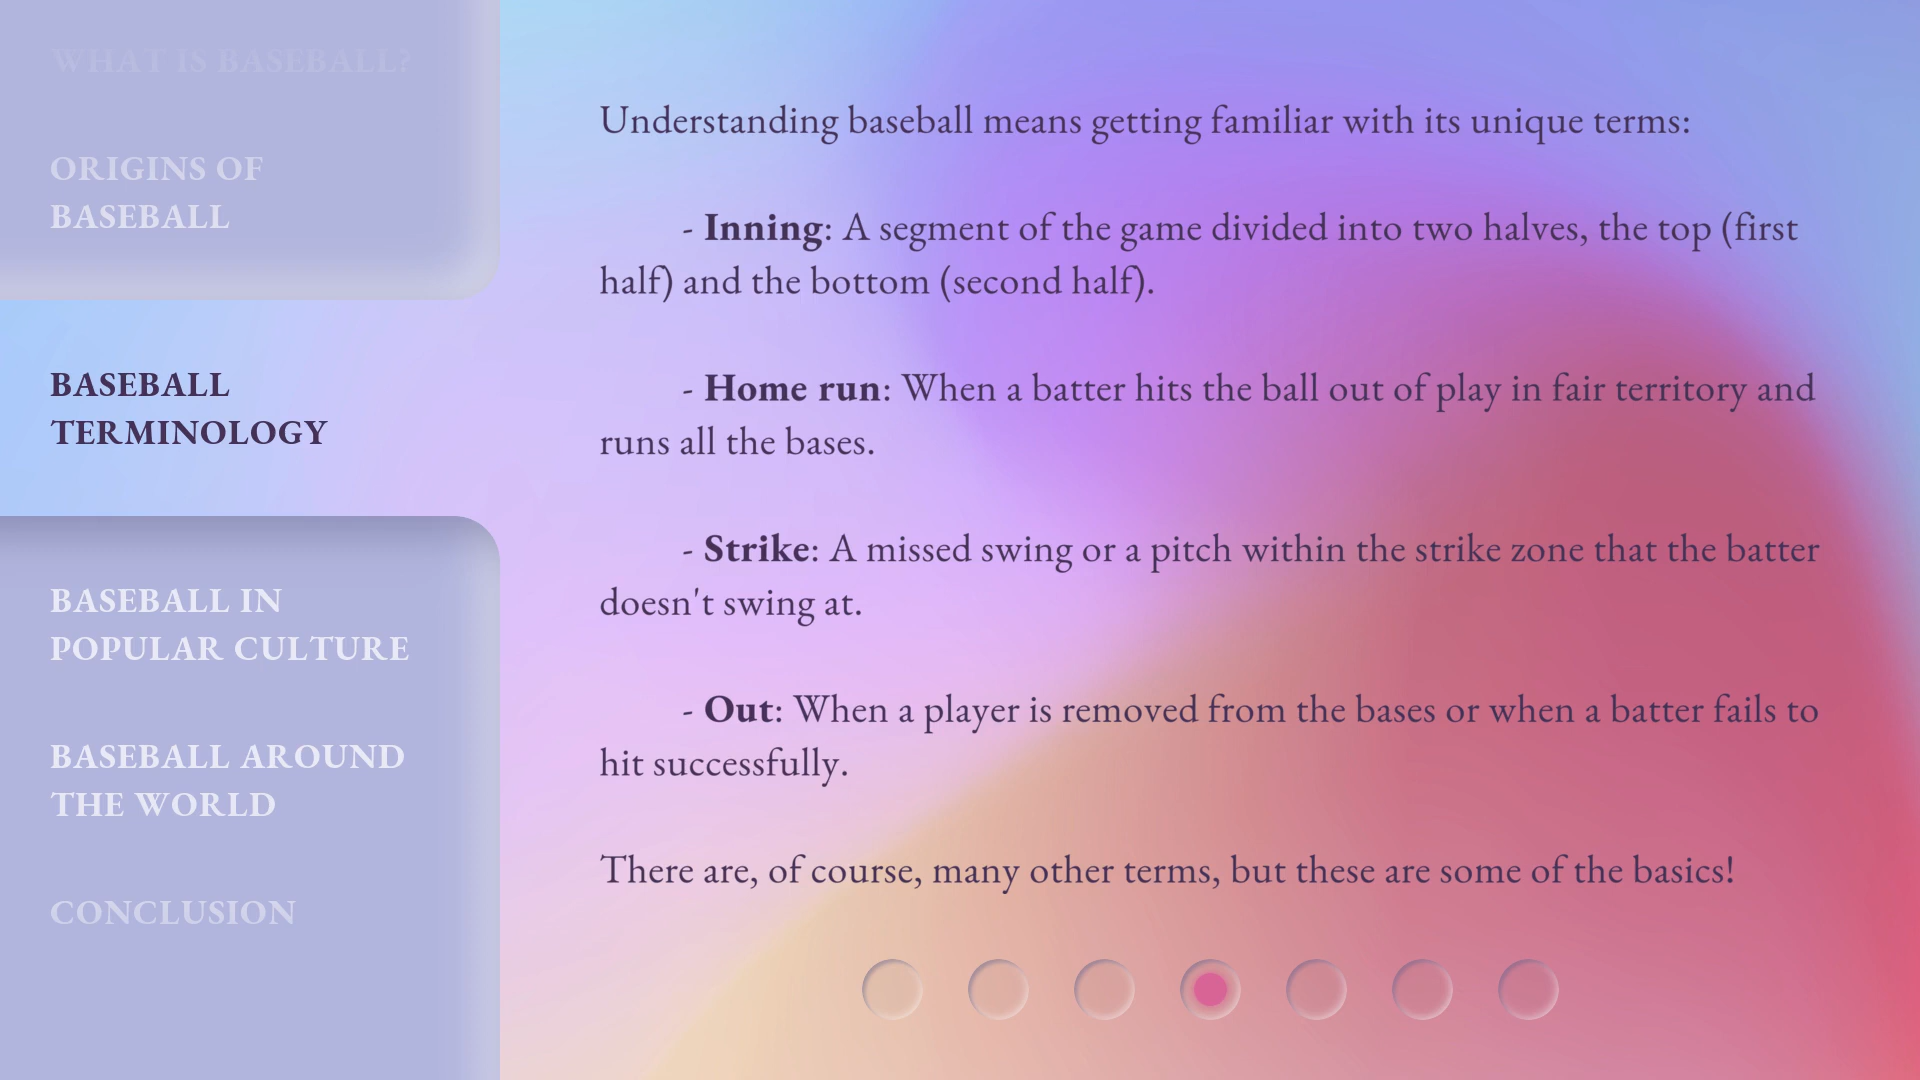 WHAT IS BASEBALL?
ORIGINS OF
BASEBALL
BASEBALL
TERMINOLOGY
BASEBALL IN
POPULAR CULTURE
BASEBALL AROUND
THE WORLD
CONCLUSION
Understanding baseball means getting familiar with its unique terms:
- Inning: A segment of the game divided into two halves, the top (first
half) and the bottom (second half).
- Home run: When a batter hits the ball out of play in fair territory and
runs all the bases.
- Strike: A missed swing or a pitch within the strike zone that the batter
doesn't swing at.
- Out: When a player is removed from the bases or when a batter fails to
hit successfully.
There are, of course, many other terms, but these are some of the basics!